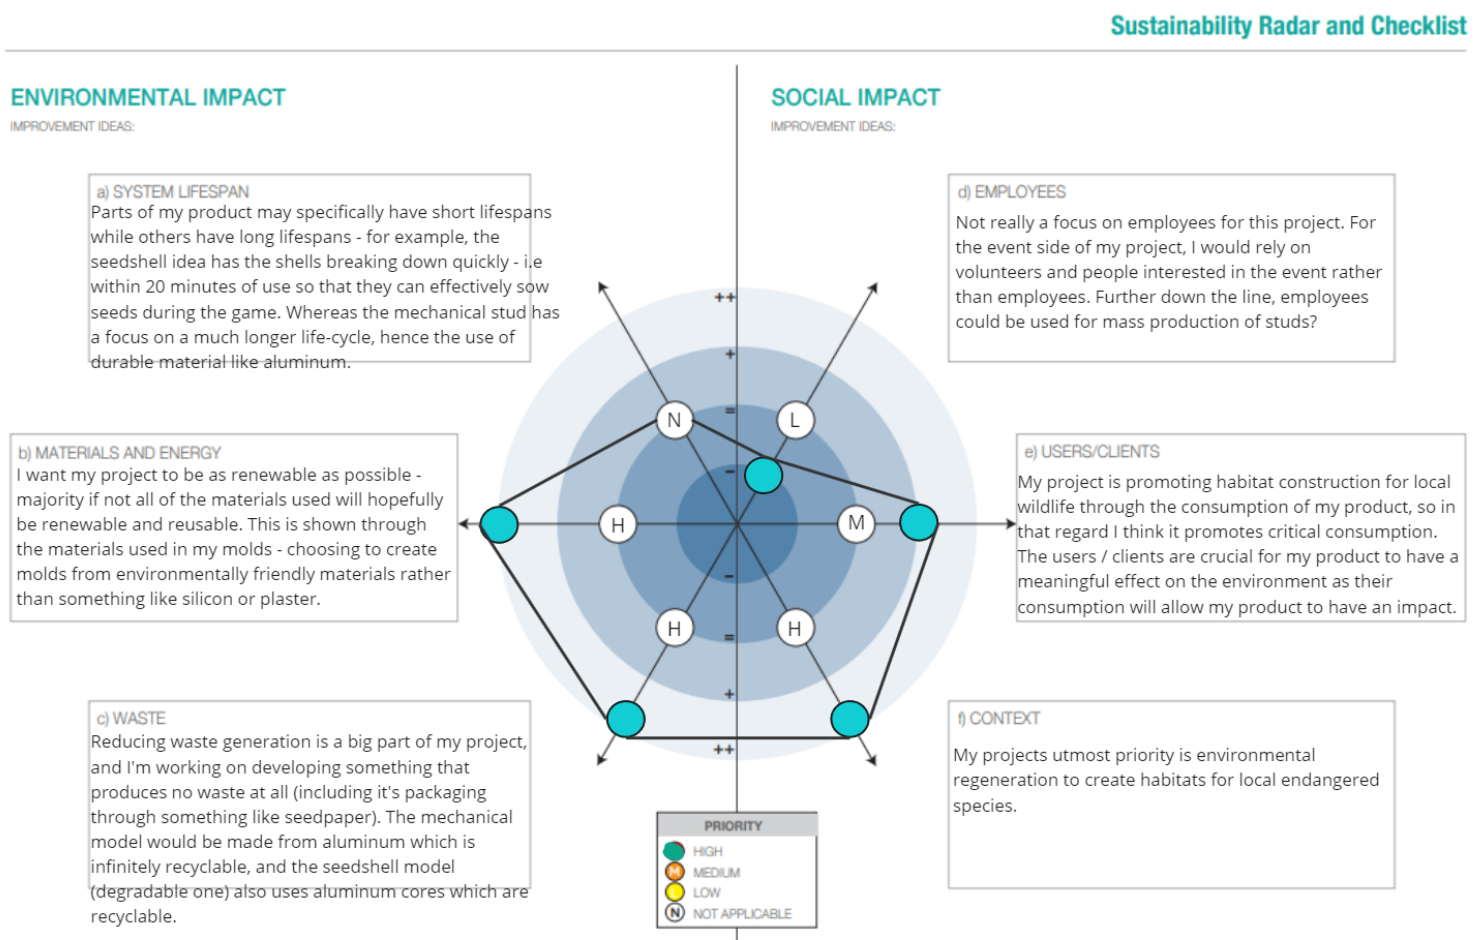 Sustainability Radar and Checklist
ENVIRONMENTAL IMPACT
IMPROVEMENT IDEAS:
a) SYSTEM LIFESPAN
Parts of my product may specifically have short lifespans
while others have long lifespans - for example, the
seedshell idea has the shells breaking down quickly - i.e
within 20 minutes of use so that they can effectively sow
seeds during the game. Whereas the mechanical stud has
a focus on a much longer life-cycle, hence the use of
durable material like aluminum.
b) MATERIALS AND ENERGY
I want my project to be as renewable as possible -
majority if not all of the materials used will hopefully
be renewable and reusable. This is shown through
the materials used in my molds - choosing to create
molds from environmentally friendly materials rather
than something like silicon or plaster.
c) WASTE
Reducing waste generation is a big part of my project,
and I'm working on developing something that
produces no waste at all (including it's packaging
through something like seedpaper). The mechanical
model would be made from aluminum which is
infinitely recyclable, and the seedshell model
(degradable one) also uses aluminum cores which are
recyclable.
++
+
=
-
N
L
H
M
H
H
-
=
+
++
SOCIAL IMPACT
IMPROVEMENT IDEAS:
d) EMPLOYEES
Not really a focus on employees for this project. For
the event side of my project, I would rely on
volunteers and people interested in the event rather
than employees. Further down the line, employees
could be used for mass production of studs?
e) USERS/CLIENTS
My project is promoting habitat construction for local
wildlife through the consumption of my product, so in
that regard I think it promotes critical consumption.
The users / clients are crucial for my product to have a
meaningful effect on the environment as their
consumption will allow my product to have an impact.
f) CONTEXT
My projects utmost priority is environmental
regeneration to create habitats for local endangered
species.
PRIORITY
HIGH
M MEDIUM
L LOW
N NOT APPLICABLE